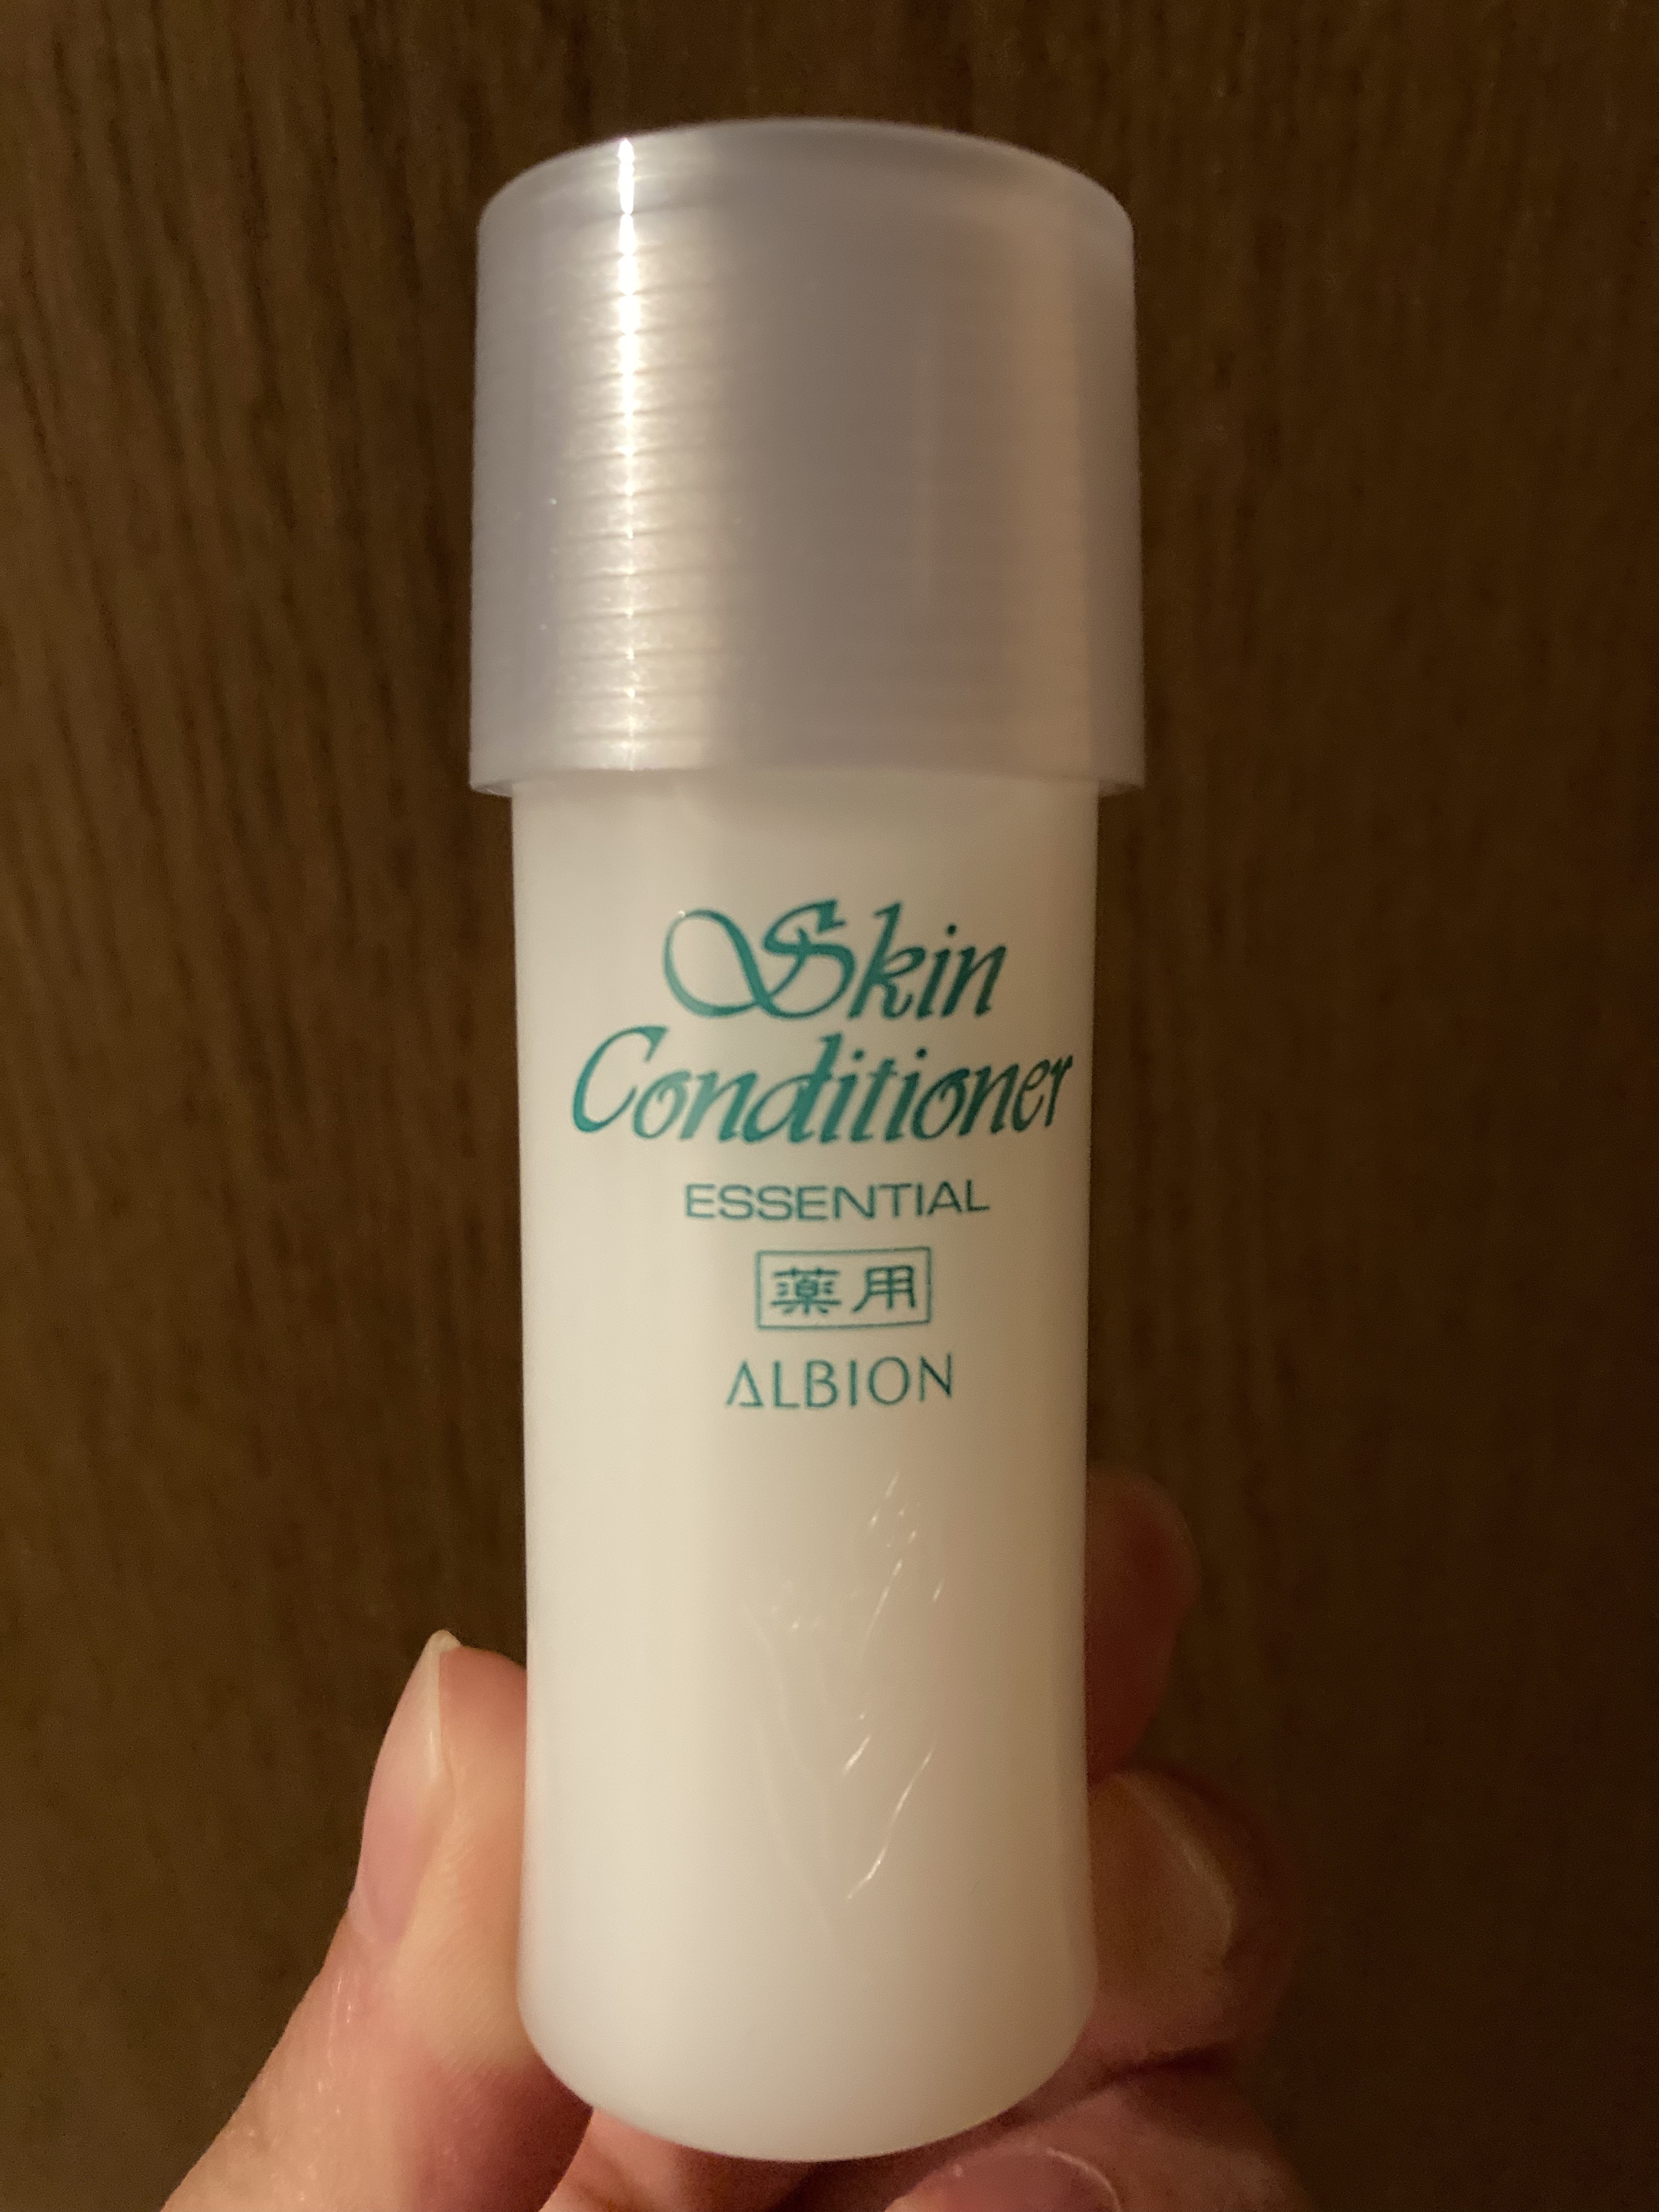 Skin
Conditioner
ESSENTIAL
薬用
ALBION